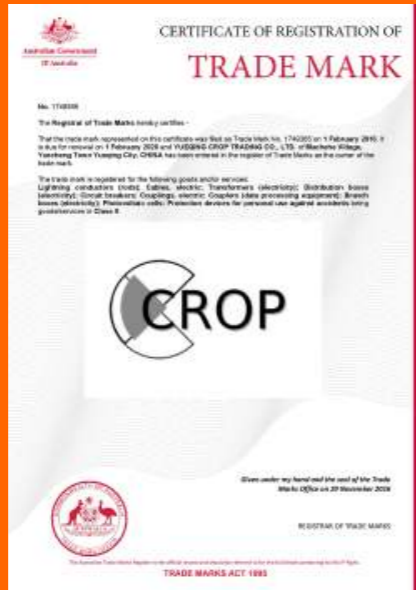 CERTIFICATE OF REGISTRATION OF
TRADE MARK
Australian Government
IP Australia
The Registrar of Trade Marks hereby certifies -
That the trade mark represented on this certificate was filed as Trade Mark No. on 1 February 2016, it
is due for renewal on 1 February 2026 and YUEQING CROP TRADING CO., LTD. of Village,
Town Yueqing City, CHINA has been entered in the register of Trade Marks as the owner of the
trade mark.
The trade mark is registered for the following goods and/or services:
Lightning conductors (rods); Cables, electric; Transformers (electricity); Distribution boxes
(electricity); Circuit breakers; Couplings, electric; Couplers (data processing equipment); Branch
boxes (electricity); Photovoltaic cells; Protection devices for personal use against accidents being
goods/services in Class 9
CROP
Given under my hand and the seal of the Trade
Marks Office on 29 November 2016
REGISTRAR OF TRADE MARKS
TRADE MARKS ACT 1995